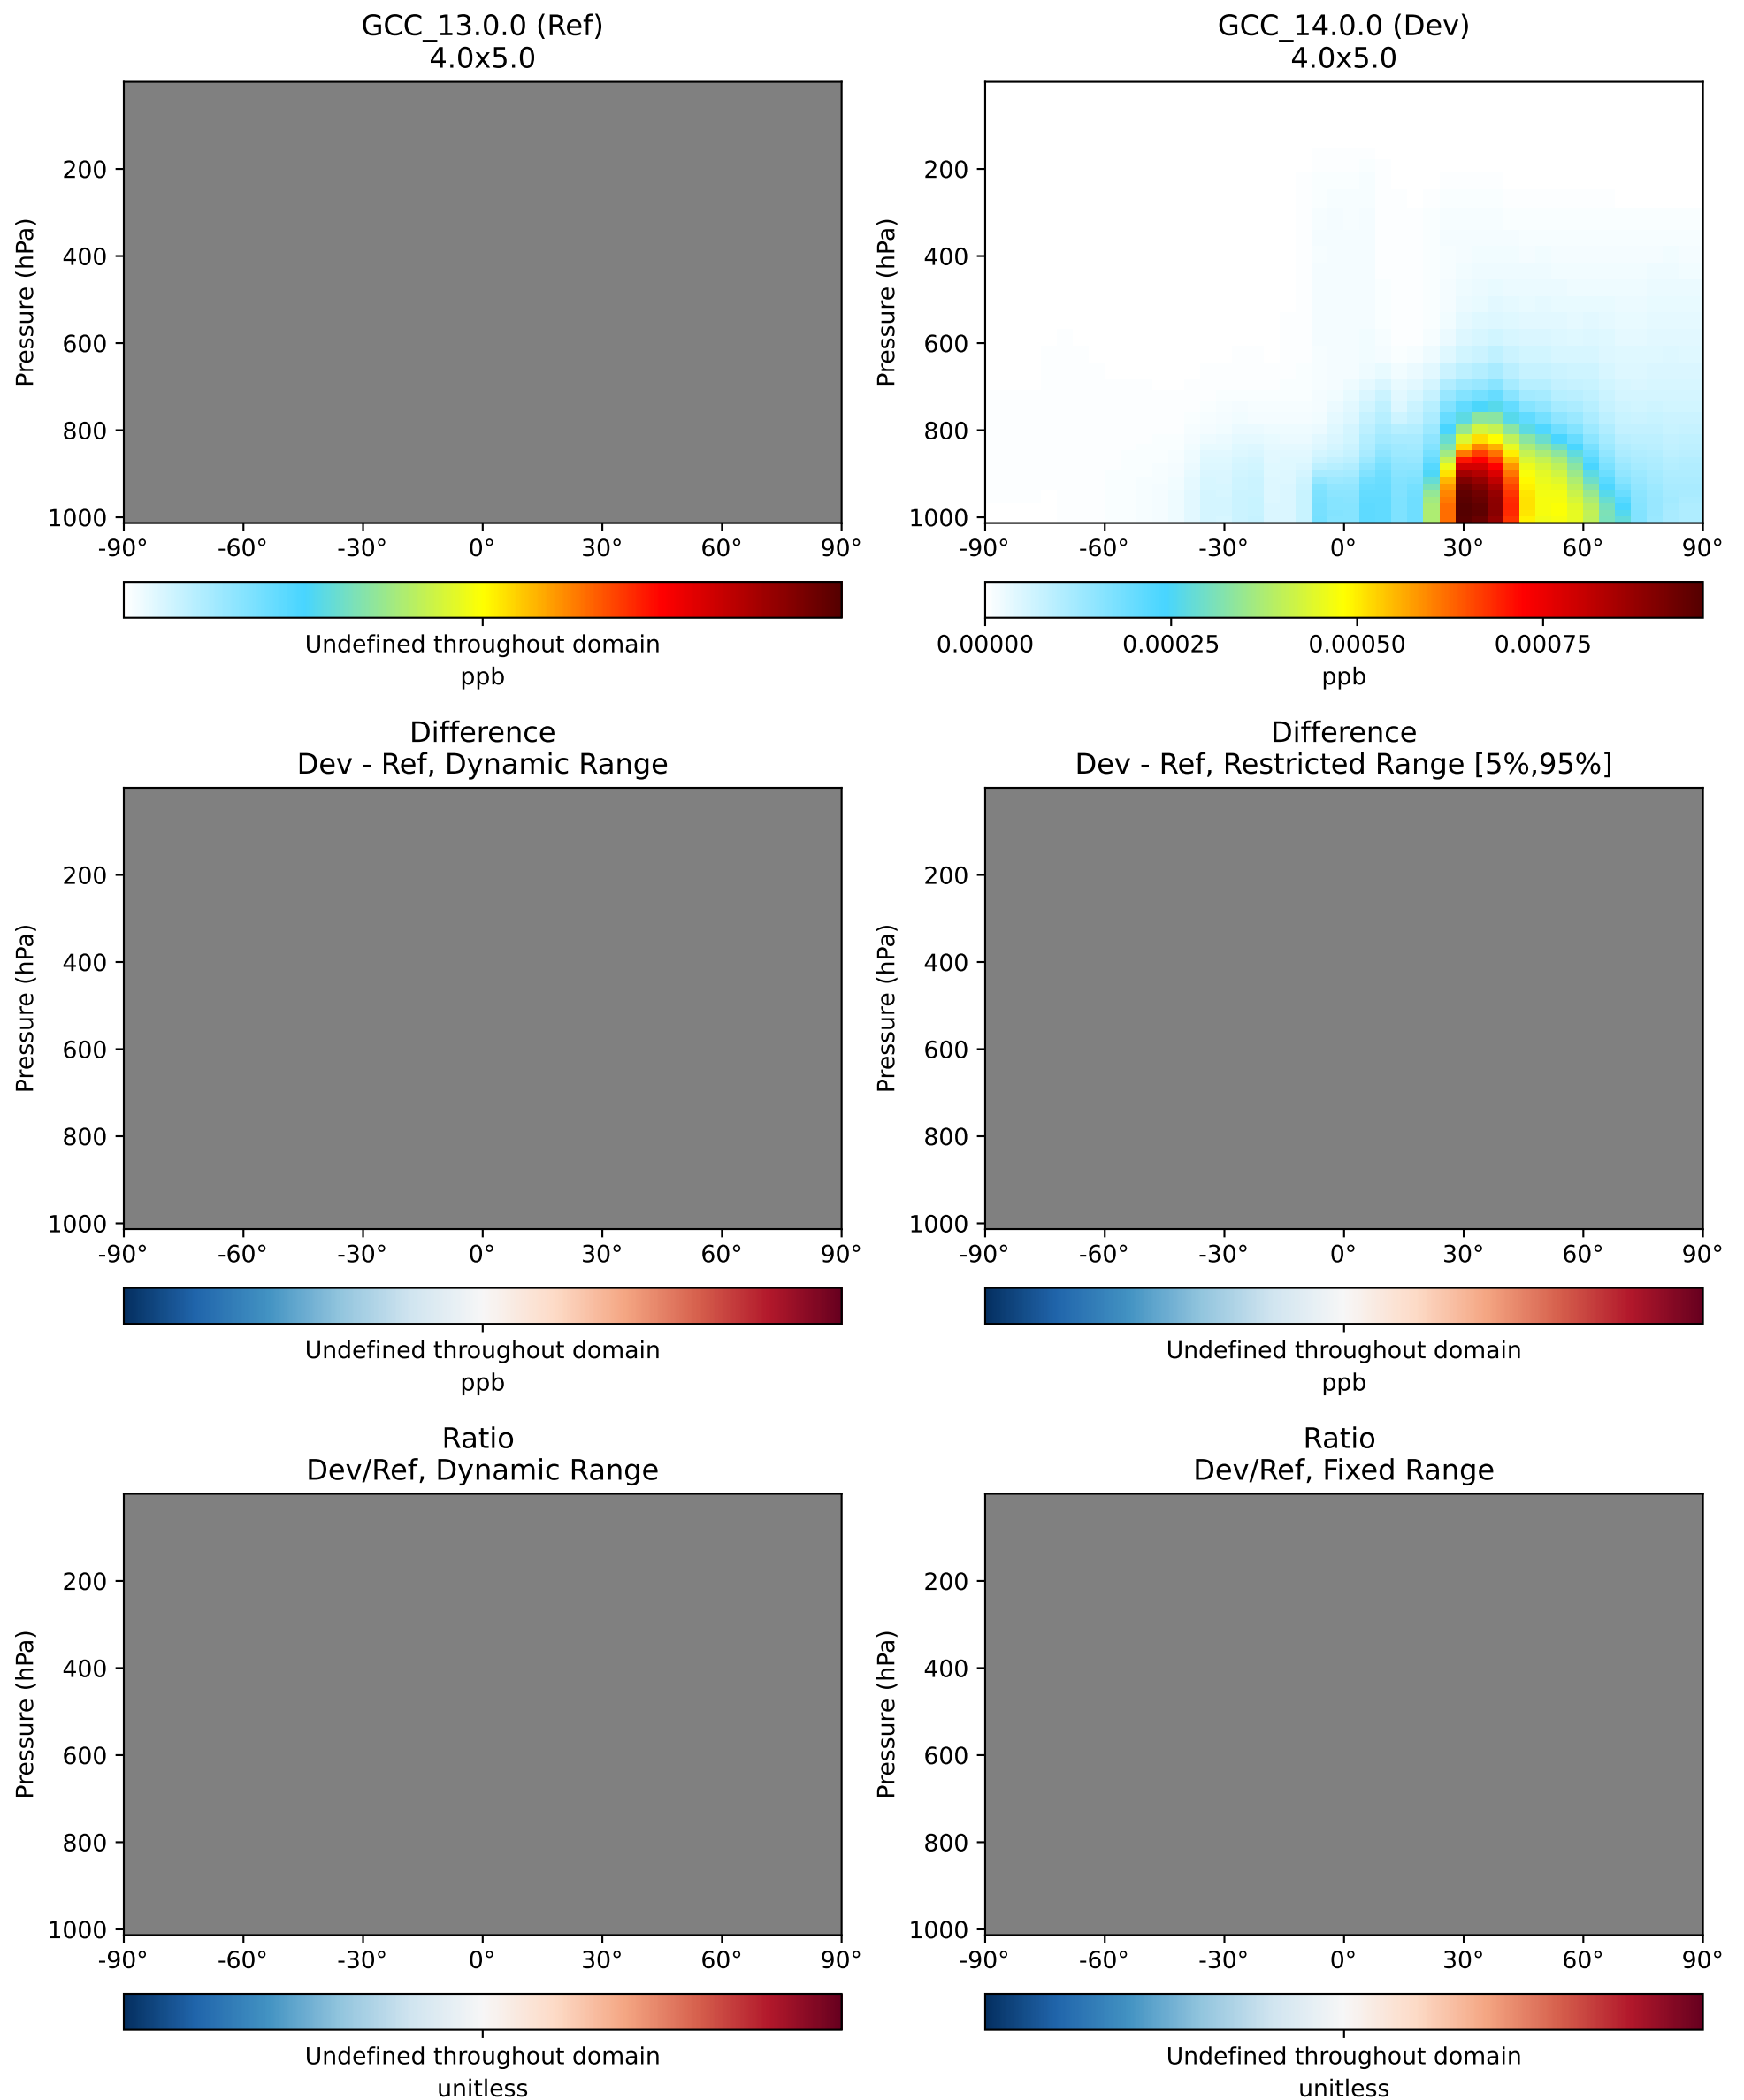 GCC_13.0.0 (Ref)
4.0x5.0
Pressure (hPa)
200
400
600
800
1000
-90° -60° -30° 0° 30° 60° 90°
Undefined throughout domain
ppb
GCC_14.0.0 (Dev)
4.0x5.0
Pressure (hPa)
200
400
600
800
1000
-90° -60° -30° 0° 30° 60° 90°
0.00000 0.00025 0.00050 0.00075
ppb
Difference
Dev - Ref, Dynamic Range
Pressure (hPa)
200
400
600
800
1000
-90° -60° -30° 0° 30° 60° 90°
Undefined throughout domain
ppb
Difference
Dev - Ref, Restricted Range [5%,95%]
Pressure (hPa)
200
400
600
800
1000
-90° -60° -30° 0° 30° 60° 90°
Undefined throughout domain
ppb
Ratio
Dev/Ref, Dynamic Range
Pressure (hPa)
200
400
600
800
1000
-90° -60° -30° 0° 30° 60° 90°
Undefined throughout domain
unitless
Ratio
Dev/Ref, Fixed Range
Pressure (hPa)
200
400
600
800
1000
-90° -60° -30° 0° 30° 60° 90°
Undefined throughout domain
unitless